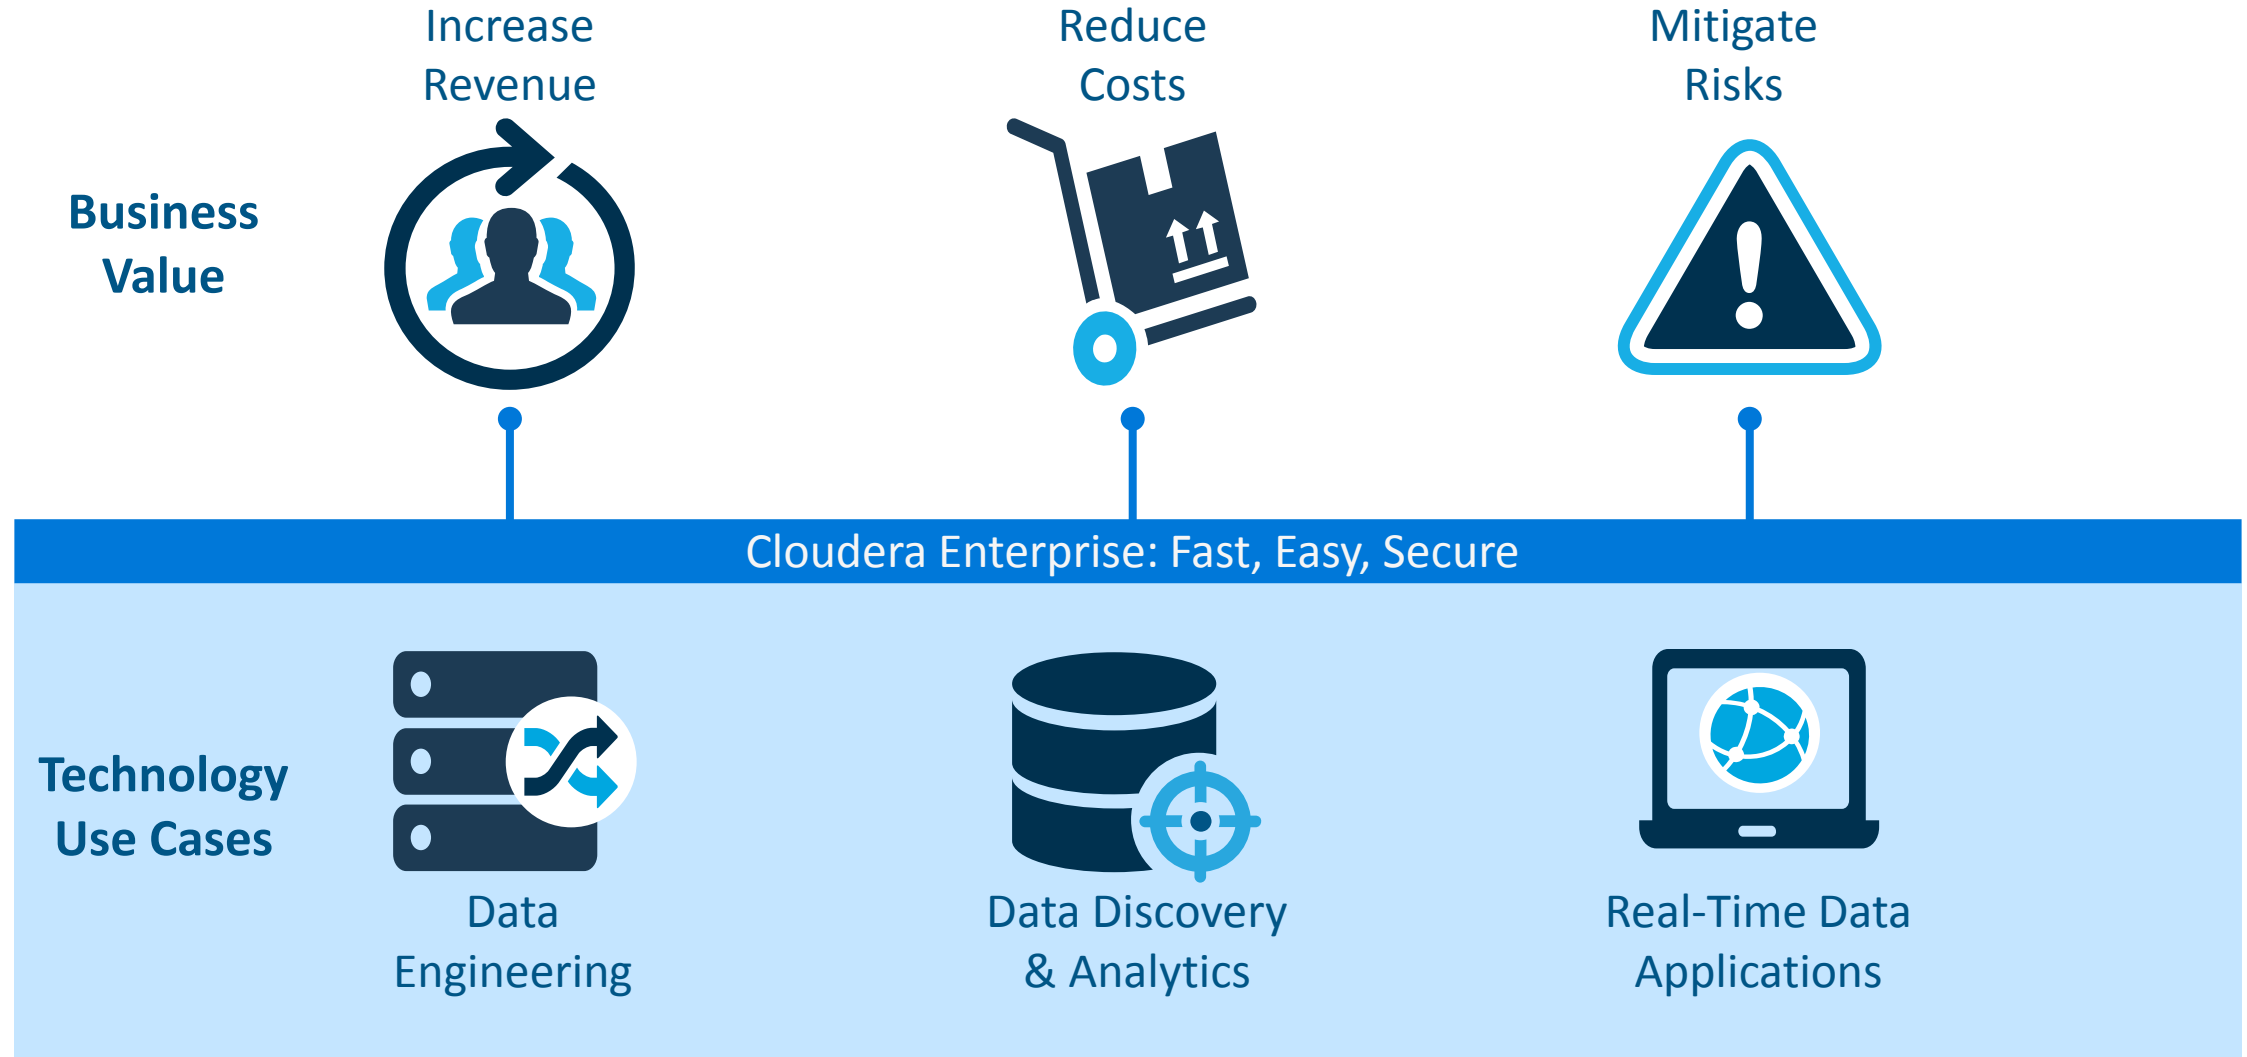 Increase
Revenue
Reduce
Costs
Mitigate
Risks
Business
Value
Cloudera Enterprise: Fast, Easy, Secure
Technology
Use Cases
Data
Engineering
Data Discovery
& Analytics
Real-Time Data
Applications